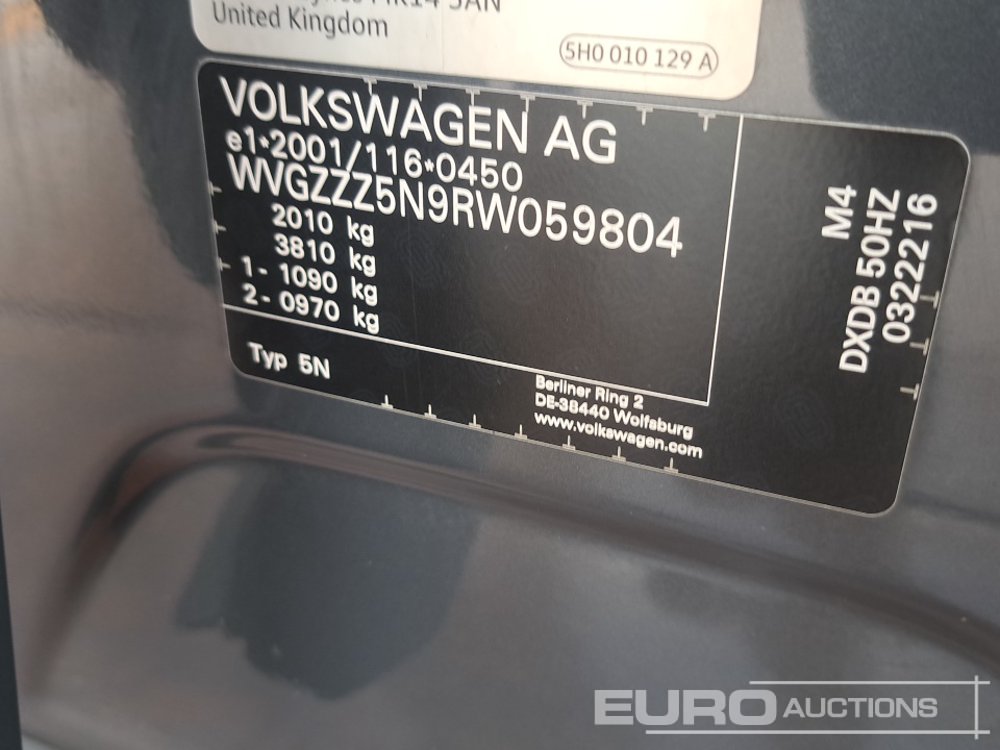 MK14 5AN
United Kingdom
5H0 010 129 A
VOLKSWAGEN AG
e1*2001/116*0450
WVGZZZ5N9RW059804
2010 kg
3810 kg
1- 1090 kg
2- 0970 kg
Typ 5N
Berliner Ring 2
DE-38440 Wolfsburg
www.volkswagen.com
M4
DXDB 50HZ
0322216
EURO AUCTIONS